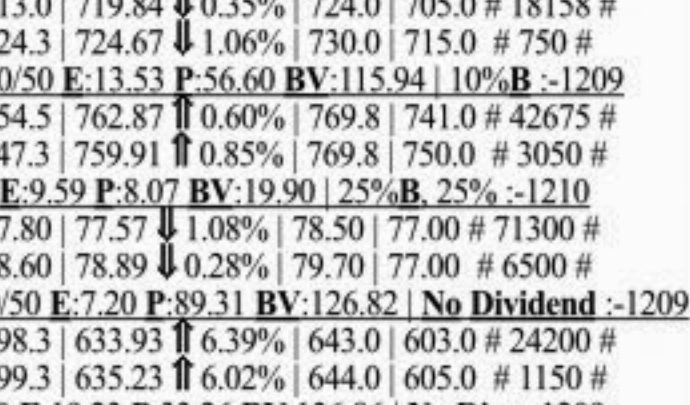 13.0 | 719.84 ⇓ 0.35% | 724.0 | 705.0 # 18158 #
24.3 | 724.67 ⇓ 1.06% | 730.0 | 715.0 # 750 #
0/50 E:13.53 P:56.60 BV:115.94 | 10%B :-1209
54.5 | 762.87 ⇑ 0.60% | 769.8 | 741.0 # 42675 #
47.3 | 759.91 ⇑ 0.85% | 769.8 | 750.0 # 3050 #
E:9.59 P:8.07 BV:19.90 | 25%B, 25% :-1210
7.80 | 77.57 ⇓ 1.08% | 78.50 | 77.00 # 71300 #
8.60 | 78.89 ⇓ 0.28% | 79.70 | 77.00 # 6500 #
/50 E:7.20 P:89.31 BV:126.82 | No Dividend :-1209
98.3 | 633.93 ⇑ 6.39% | 643.0 | 603.0 # 24200 #
99.3 | 635.23 ⇑ 6.02% | 644.0 | 605.0 # 1150 #